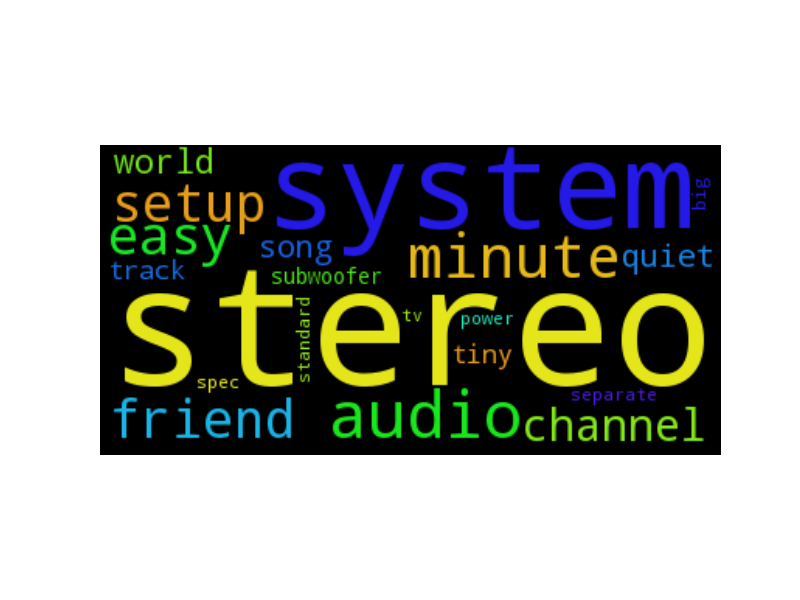 world
system
big
setup
easy
song
minute
quiet
track
subwoofer
stereo
standard
tv
power
tiny
spec
separate
friend
audio
channel